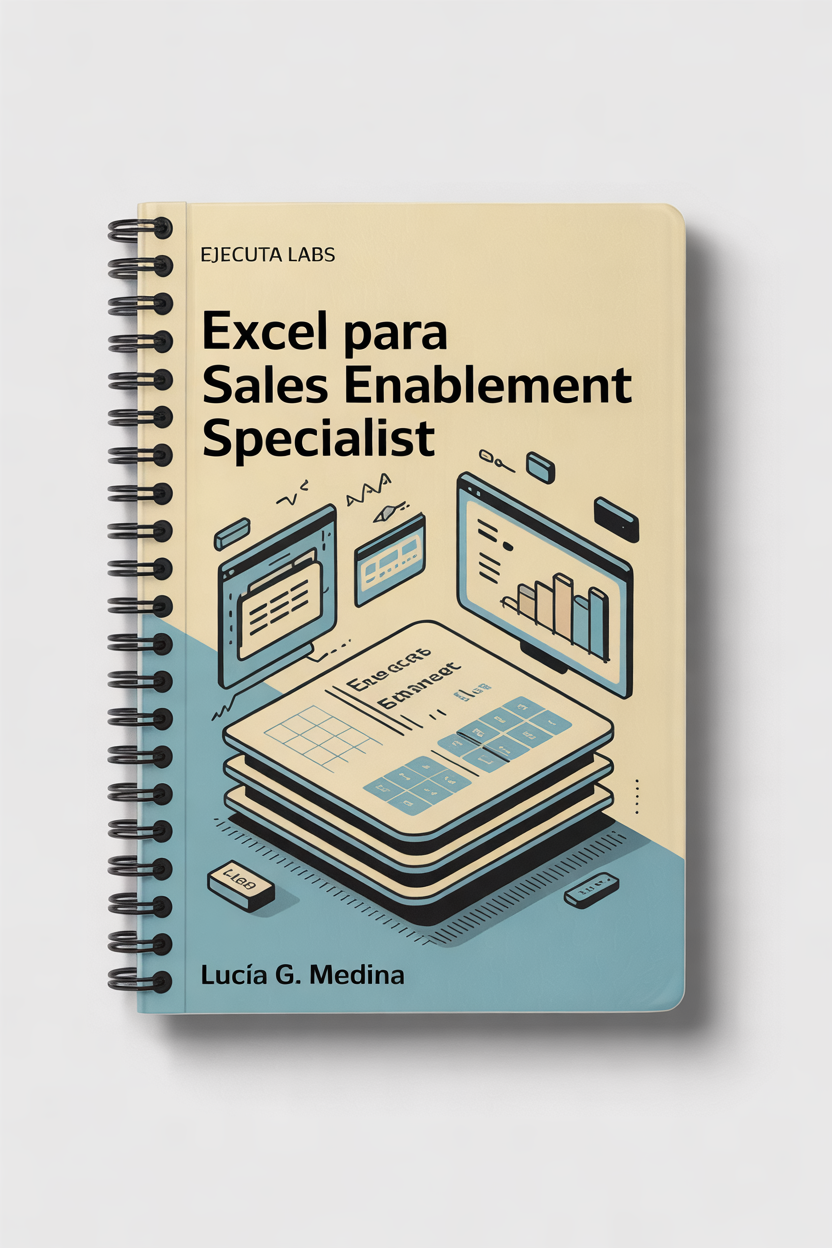 EJECUTA LABS
Excel para
Sales Enablement
Specialist
Lucía G. Medina